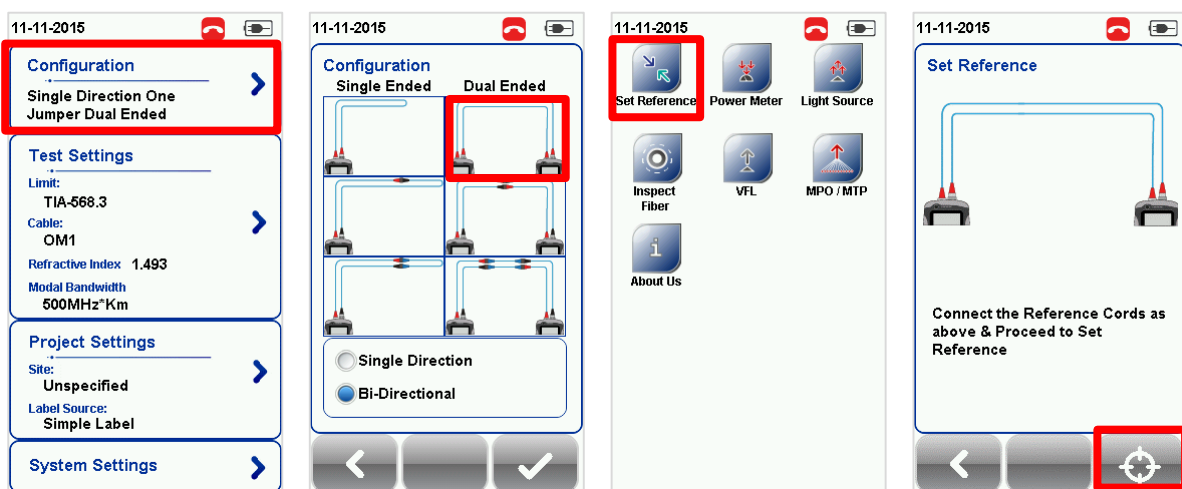 11-11-2015
Configuration
Single Direction One
Jumper Dual Ended
Test Settings
Limit:
TIA-568.3
Cable:
OM1
Refractive Index 1.493
Modal Bandwidth
500MHz*Km
Project Settings
Site:
Unspecified
Label Source:
Simple Label
System Settings
11-11-2015
Configuration
Single Ended Dual Ended
Single Direction
Bi-Directional
11-11-2015
Set Reference Power Meter Light Source
Inspect Fiber VFL MPO / MTP
About Us
11-11-2015
Set Reference
Connect the Reference Cords as
above & Proceed to Set
Reference